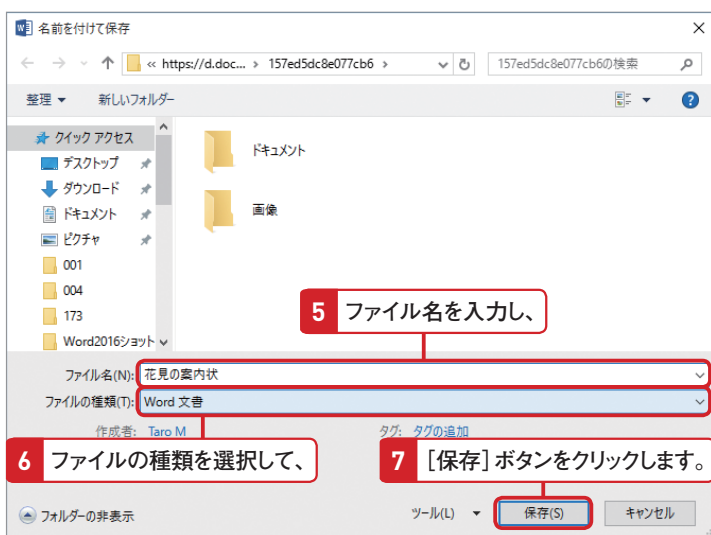 名前を付けて保存
« https://d.doc... › 157ed5dc8e077cb6 ›
157ed5dc8e077cb6の検索
整理 新しいフォルダー
クイック アクセス
デスクトップ
ダウンロード
ドキュメント
ピクチャ
001
004
173
Word2016ショット
ドキュメント
画像
5 ファイル名を入力し、
ファイル名(N): 花見の案内状
ファイルの種類(T): Word 文書
作成者: Taro M タグ: タグの追加
6 ファイルの種類を選択して、
7 [保存]ボタンをクリックします。
フォルダーの非表示 ツール(L) 保存(S) キャンセル